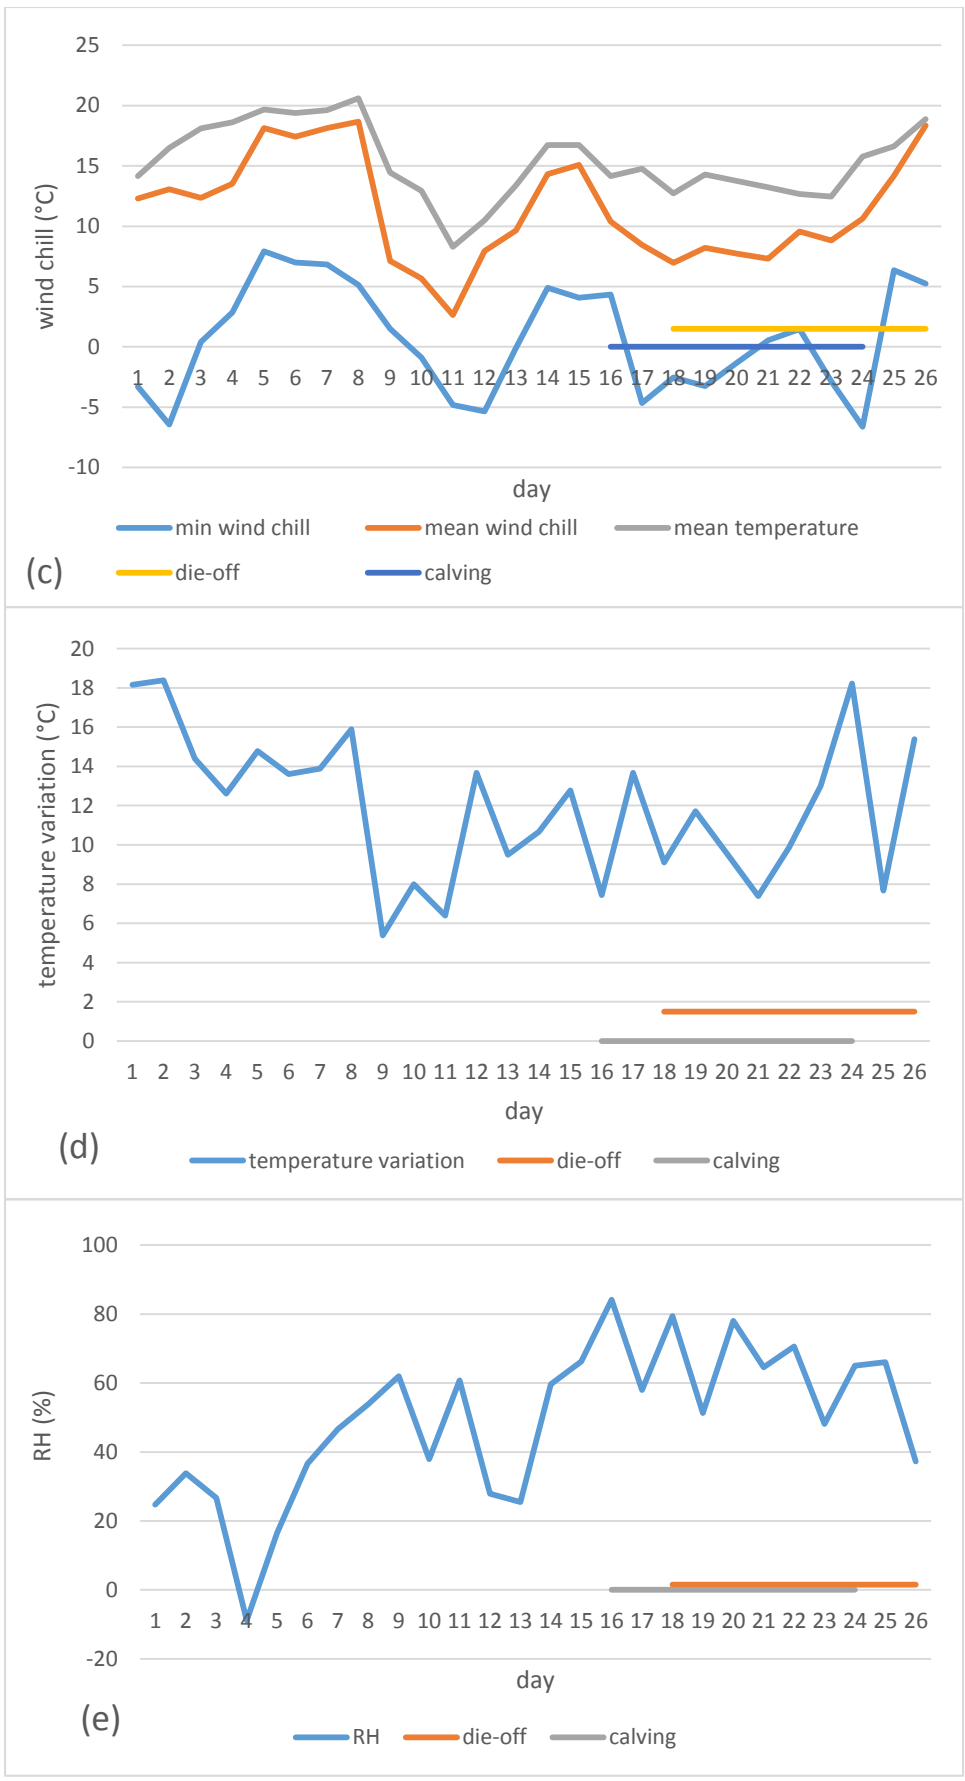 25
20
15
10
5
0
-5
-10
wind chill (°C)
1 2 3 4 5 6 7 8 9 10 11 12 13 14 15 16 17 18 19 20 21 22 23 24 25 26
day
min wind chill mean wind chill mean temperature
die-off calving
(c)
20
18
16
14
12
10
8
6
4
2
0
temperature variation (°C)
1 2 3 4 5 6 7 8 9 10 11 12 13 14 15 16 17 18 19 20 21 22 23 24 25 26
day
(d)
temperature variation die-off calving
100
80
60
40
20
0
-20
RH (%)
1 2 3 4 5 6 7 8 9 10 11 12 13 14 15 16 17 18 19 20 21 22 23 24 25 26
day
(e)
RH die-off calving